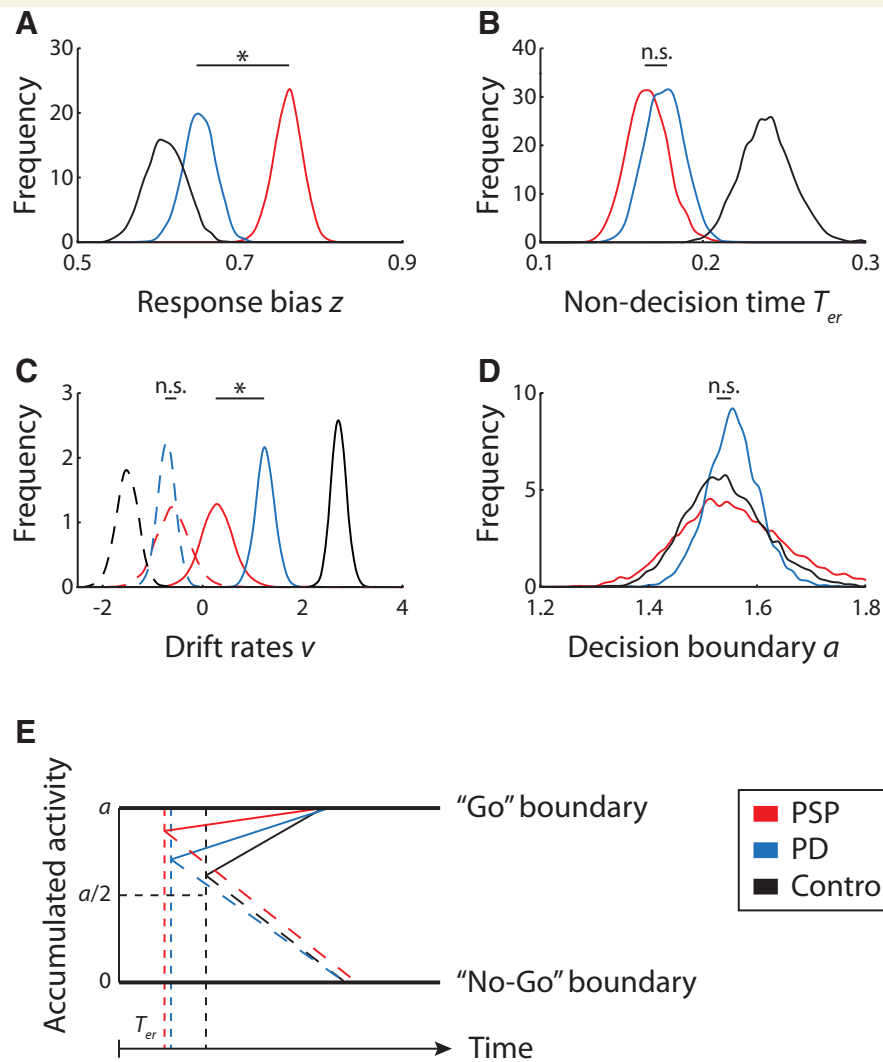 A
Frequency
30
20
10
0
*
0.5
0.7
0.9
Response bias z
B
Frequency
40
30
20
10
0
n.s.
0.1
0.2
0.3
Non-decision time Ter
C
Frequency
3
2
1
0
n.s.
*
-2
0
2
4
Drift rates v
D
Frequency
10
5
0
n.s.
1.2
1.4
1.6
1.8
Decision boundary a
E
Accumulated activity
a
a/2
0
"Go" boundary
"No-Go" boundary
Ter
Time
PSP
PD
Contro